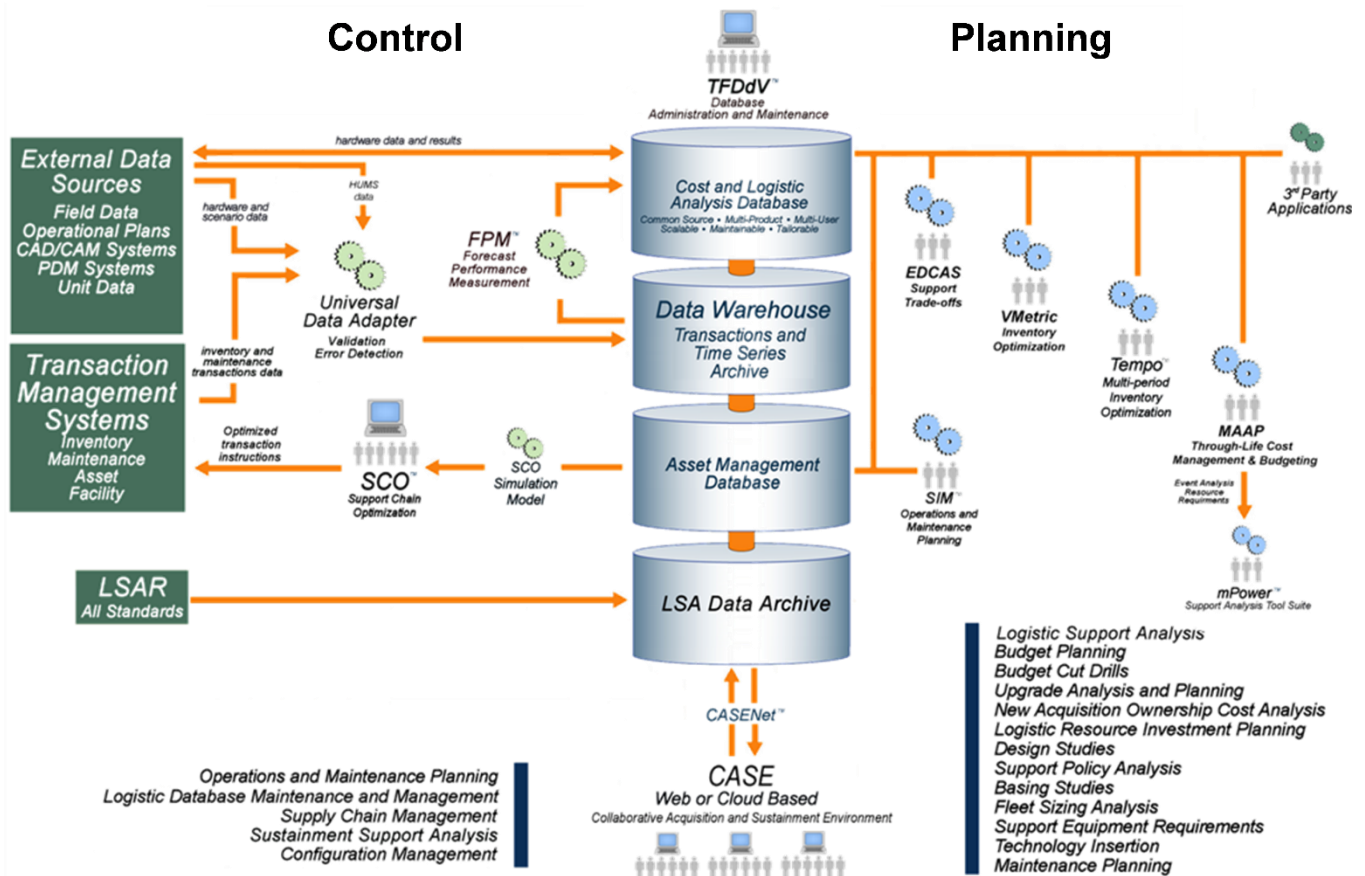 Control
Planning
TFDdV™
Database
Administration and Maintenance
hardware data and results
External Data
Sources
Field Data
Operational Plans
CAD/CAM Systems
PDM Systems
Unit Data
HUMS
data
hardware and
scenario data
Universal
Data Adapter
Validation
Error Detection
FPM™
Forecast
Performance
Measurement
Cost and Logistic
Analysis Database
Common Source • Multi-Product • Multi-User
Scalable • Maintainable • Tailorable
Data Warehouse
Transactions and
Time Series
Archive
Asset Management
Database
LSA Data Archive
Transaction
Management
Systems
Inventory
Maintenance
Asset
Facility
inventory and
maintenance
transactions data
Optimized
transaction
instructions
SCO™
Support Chain
Optimization
SCO
Simulation
Model
LSAR
All Standards
EDCAS
Support
Trade-offs
VMetric
Inventory
Optimization
Tempo™
Multi-period
Inventory
Optimization
3rd Party
Applications
MAAP
Through-Life Cost
Management & Budgeting
Event Analysis
Resource
Requirments
mPower™
Support Analysis Tool Suite
SIM™
Operations and
Maintenance
Planning
CASENet™
CASE
Web or Cloud Based
Collaborative Acquisition and Sustainment Environment
Operations and Maintenance Planning
Logistic Database Maintenance and Management
Supply Chain Management
Sustainment Support Analysis
Configuration Management
Logistic Support Analysis
Budget Planning
Budget Cut Drills
Upgrade Analysis and Planning
New Acquisition Ownership Cost Analysis
Logistic Resource Investment Planning
Design Studies
Support Policy Analysis
Basing Studies
Fleet Sizing Analysis
Support Equipment Requirements
Technology Insertion
Maintenance Planning